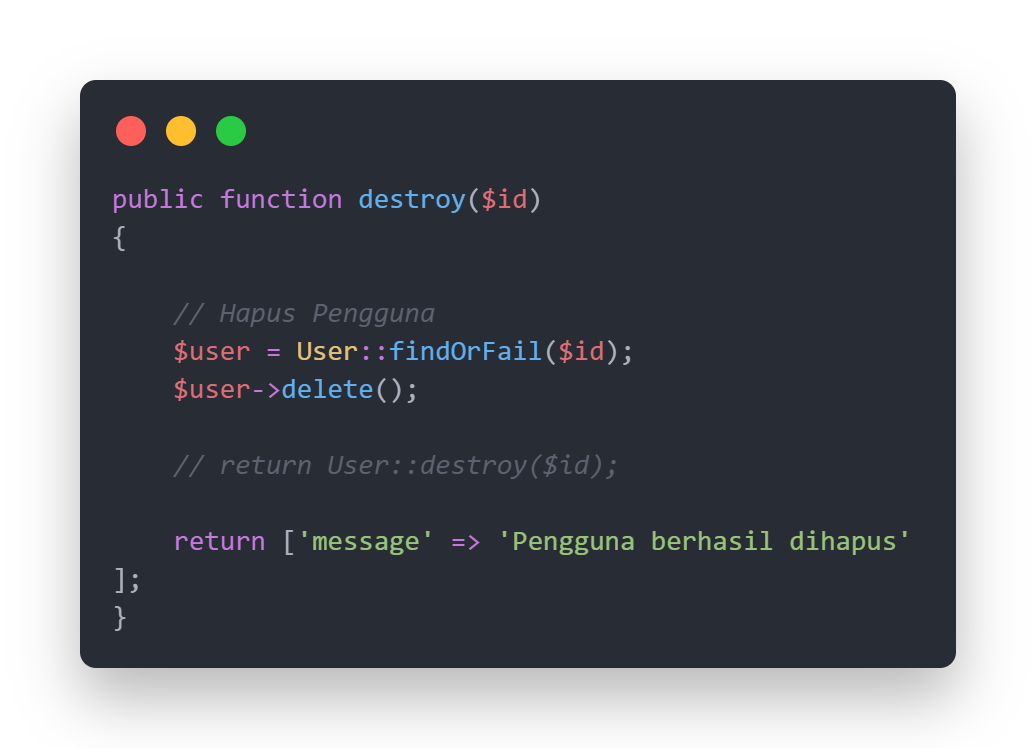 public function destroy($id)
{
// Hapus Pengguna
$user = User::findOrFail($id);
$user->delete();
// return User::destroy($id);
return ['message' => 'Pengguna berhasil dihapus'
];
}